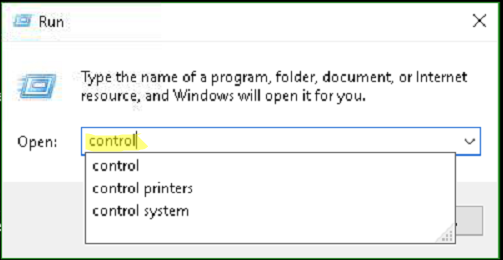 Run
Type the name of a program, folder, document, or Internet
resource, and Windows will open it for you.
Open:
control
control
control printers
control system